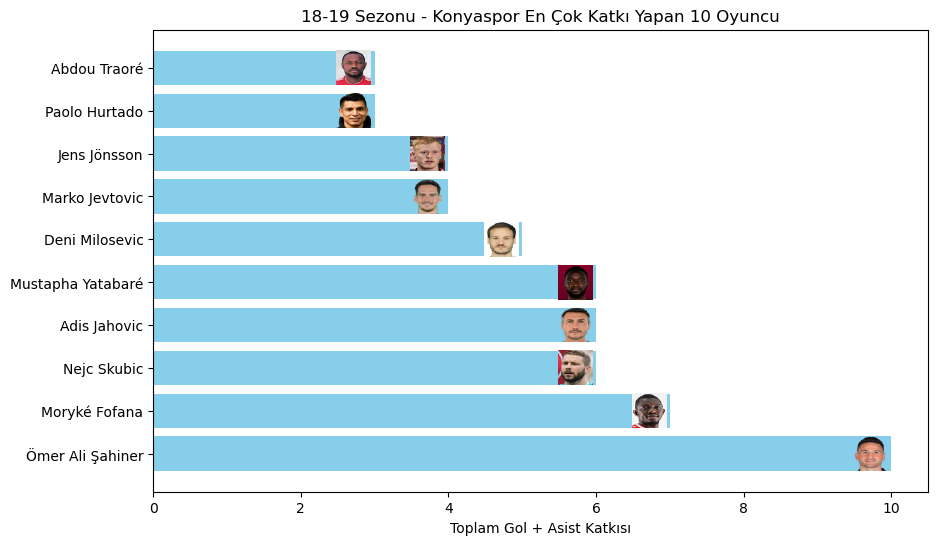 18-19 Sezonu - Konyaspor En Çok Katkı Yapan 10 Oyuncu
Abdou Traoré
Paolo Hurtado
Jens Jönsson
Marko Jevtovic
Deni Milosevic
Mustapha Yatabaré
Adis Jahovic
Nejc Skubic
Moryké Fofana
Ömer Ali Şahiner
0 2 4 6 8 10
Toplam Gol + Asist Katkısı